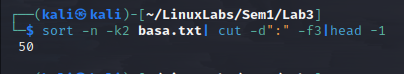 ┌──(kali㉿kali)-[~/LinuxLabs/Sem1/Lab3]
└─$ sort -n -k2 basa.txt| cut -d":" -f3|head -1
50